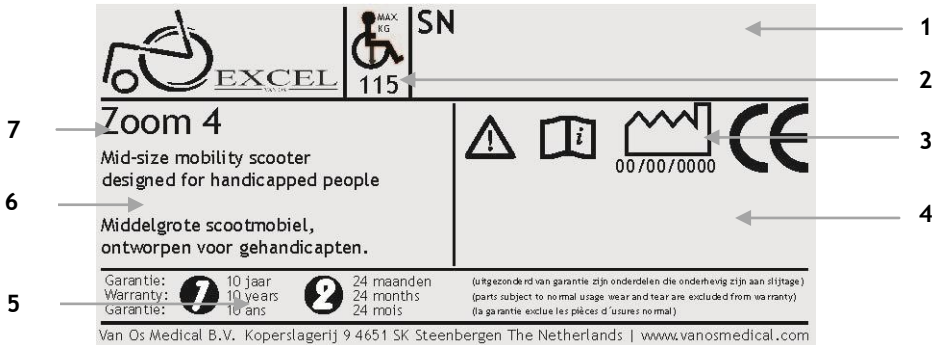 MAX.
KG
115
SN
EXCEL
VAN OS
1
2
7
Zoom 4
Mid-size mobility scooter
designed for handicapped people
Middelgrote scootmobiel,
ontworpen voor gehandicapten.
i
00/00/0000
CE
3
6
4
Garantie: 1 10 jaar 2 24 maanden (uitgezonderd van garantie zijn onderdelen die onderhevig zijn aan slijtage)
Warranty: 10 years 24 months (parts subject to normal usage wear and tear are excluded from warranty)
Garantie: 10 ans 24 mois (la garantie exclue les pièces d´usures normal)
5
Van Os Medical B.V. Koperslagerij 9 4651 SK Steenbergen The Netherlands | www.vanosmedical.com